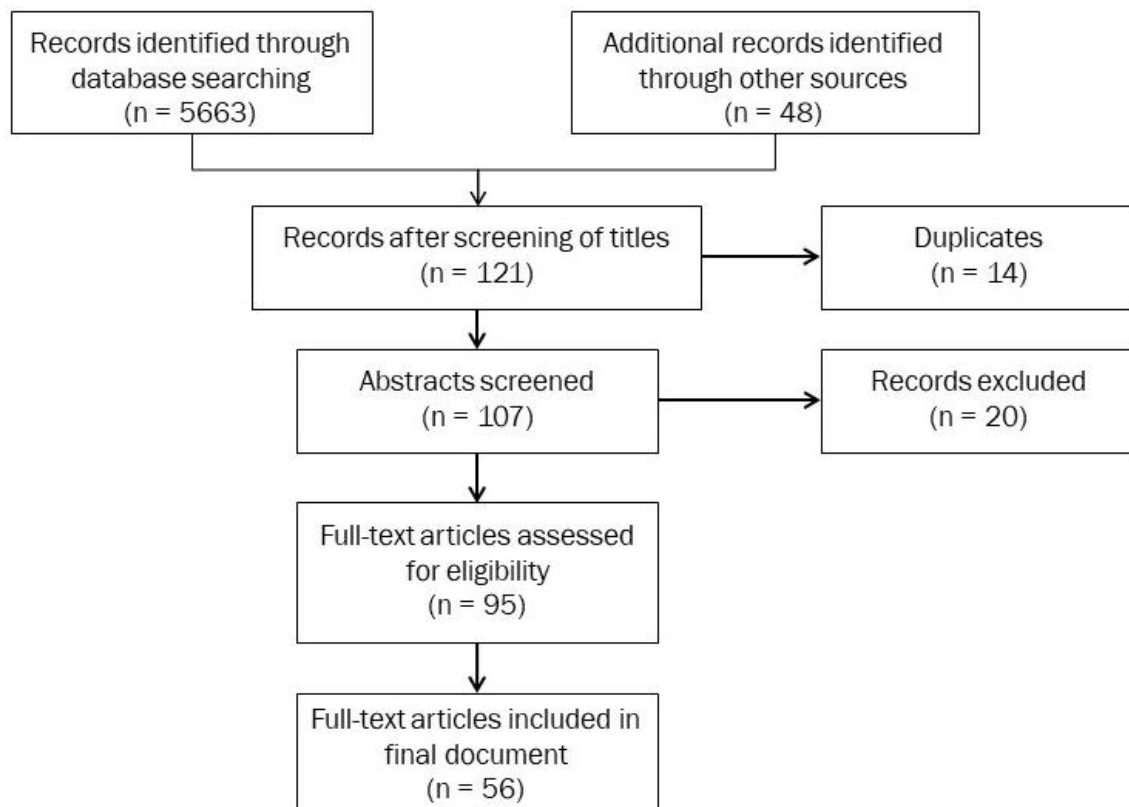 Records identified through
database searching
(n = 5663)
Additional records identified
through other sources
(n = 48)
Records after screening of titles
(n = 121)
Duplicates
(n = 14)
Abstracts screened
(n = 107)
Records excluded
(n = 20)
Full-text articles assessed
for eligibility
(n = 95)
Full-text articles included in
final document
(n = 56)